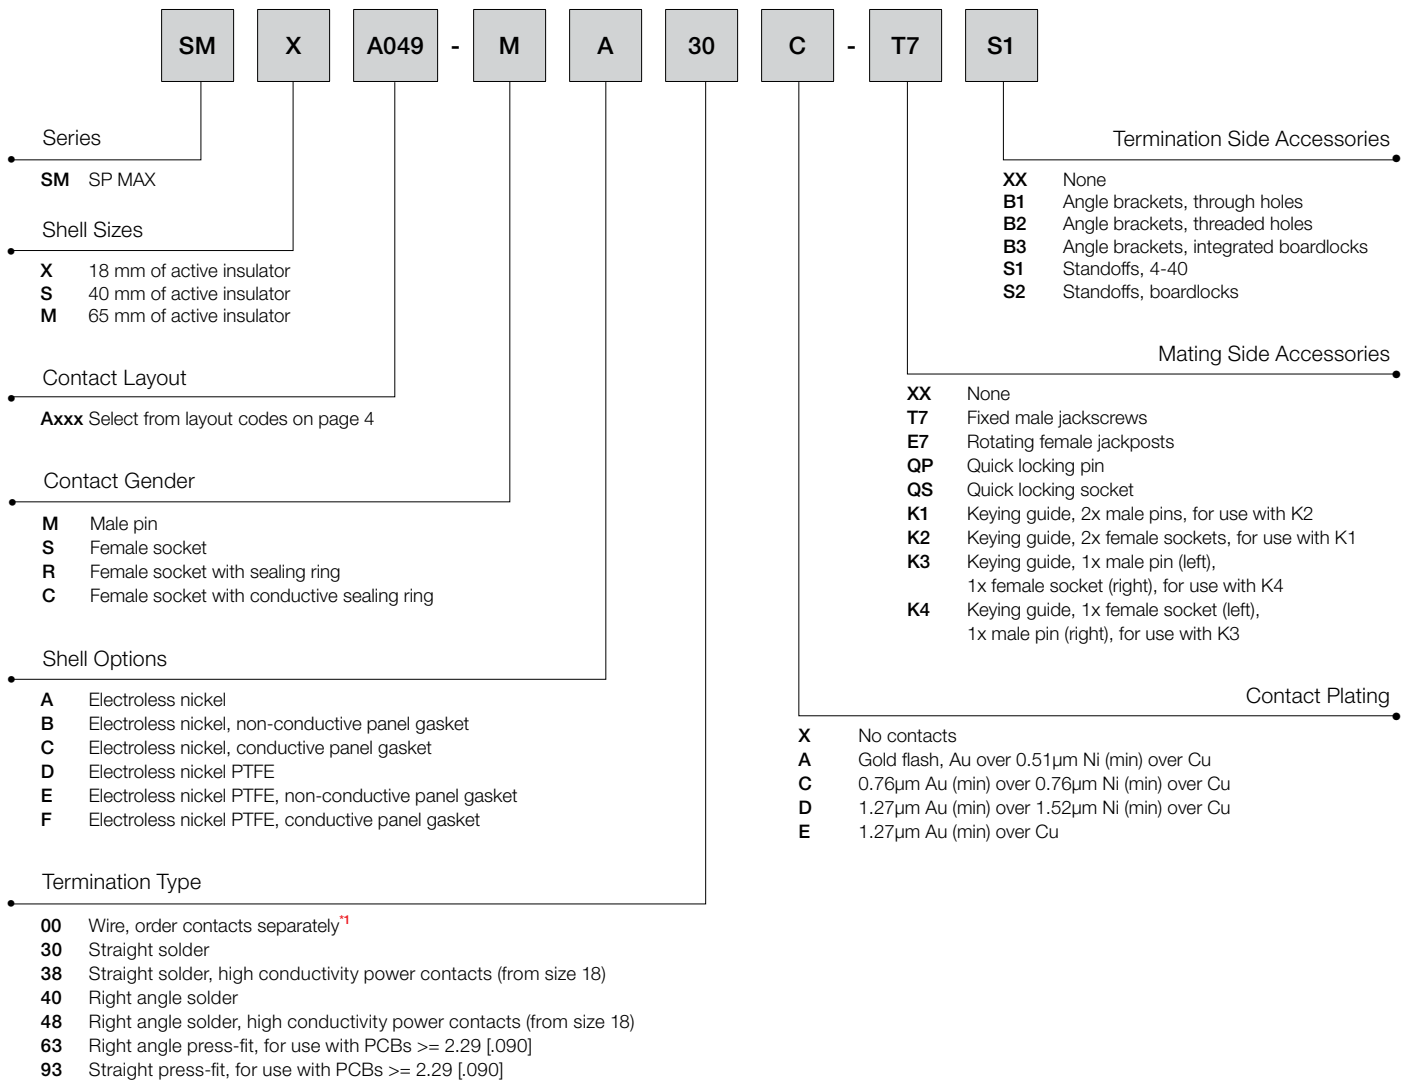 SM X A049 - M A 30 C - T7 S1
Series
SM SP MAX
Shell Sizes
X 18 mm of active insulator
S 40 mm of active insulator
M 65 mm of active insulator
Contact Layout
Axxx Select from layout codes on page 4
Contact Gender
M Male pin
S Female socket
R Female socket with sealing ring
C Female socket with conductive sealing ring
Shell Options
A Electroless nickel
B Electroless nickel, non-conductive panel gasket
C Electroless nickel, conductive panel gasket
D Electroless nickel PTFE
E Electroless nickel PTFE, non-conductive panel gasket
F Electroless nickel PTFE, conductive panel gasket
Termination Type
00 Wire, order contacts separately*1
30 Straight solder
38 Straight solder, high conductivity power contacts (from size 18)
40 Right angle solder
48 Right angle solder, high conductivity power contacts (from size 18)
63 Right angle press-fit, for use with PCBs >= 2.29 [.090]
93 Straight press-fit, for use with PCBs >= 2.29 [.090]
Termination Side Accessories
XX None
B1 Angle brackets, through holes
B2 Angle brackets, threaded holes
B3 Angle brackets, integrated boardlocks
S1 Standoffs, 4-40
S2 Standoffs, boardlocks
Mating Side Accessories
XX None
T7 Fixed male jackscrews
E7 Rotating female jackposts
QP Quick locking pin
QS Quick locking socket
K1 Keying guide, 2x male pins, for use with K2
K2 Keying guide, 2x female sockets, for use with K1
K3 Keying guide, 1x male pin (left),
1x female socket (right), for use with K4
K4 Keying guide, 1x female socket (left),
1x male pin (right), for use with K3
Contact Plating
X No contacts
A Gold flash, Au over 0.51µm Ni (min) over Cu
C 0.76µm Au (min) over 0.76µm Ni (min) over Cu
D 1.27µm Au (min) over 1.52µm Ni (min) over Cu
E 1.27µm Au (min) over Cu